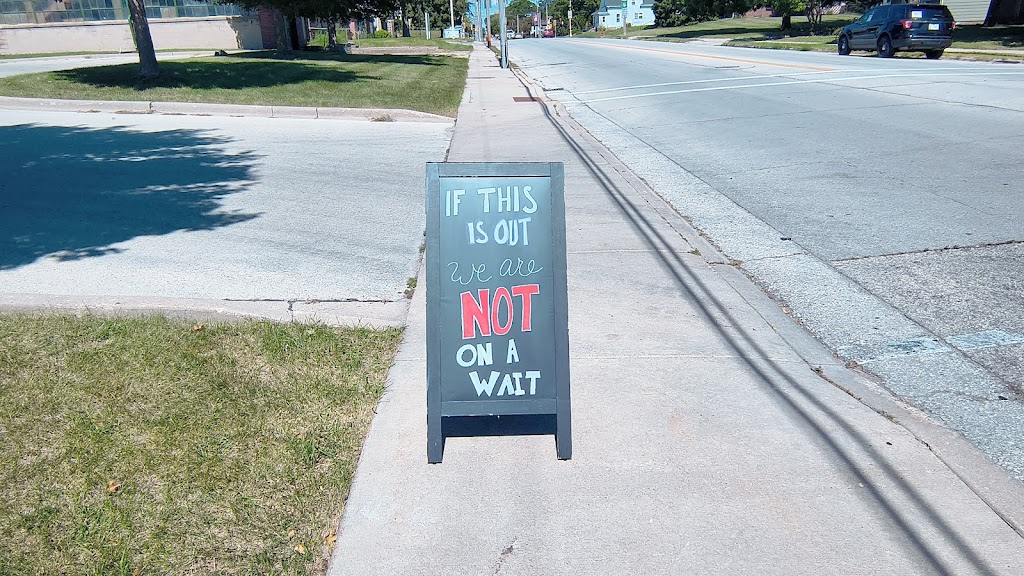 IF THIS
IS OUT
we are
NOT
ON A
WAIT